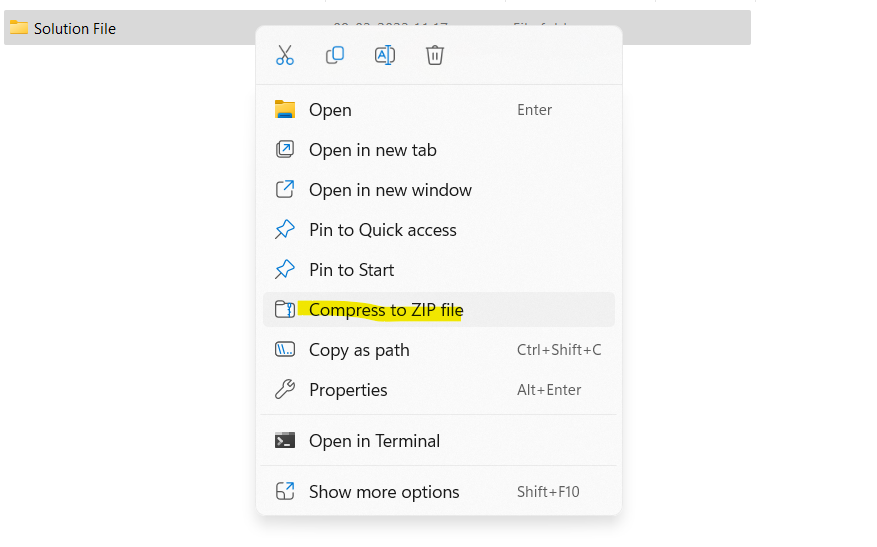 Solution File
Open Enter
Open in new tab
Open in new window
Pin to Quick access
Pin to Start
Compress to ZIP file
Copy as path Ctrl+Shift+C
Properties Alt+Enter
Open in Terminal
Show more options Shift+F10